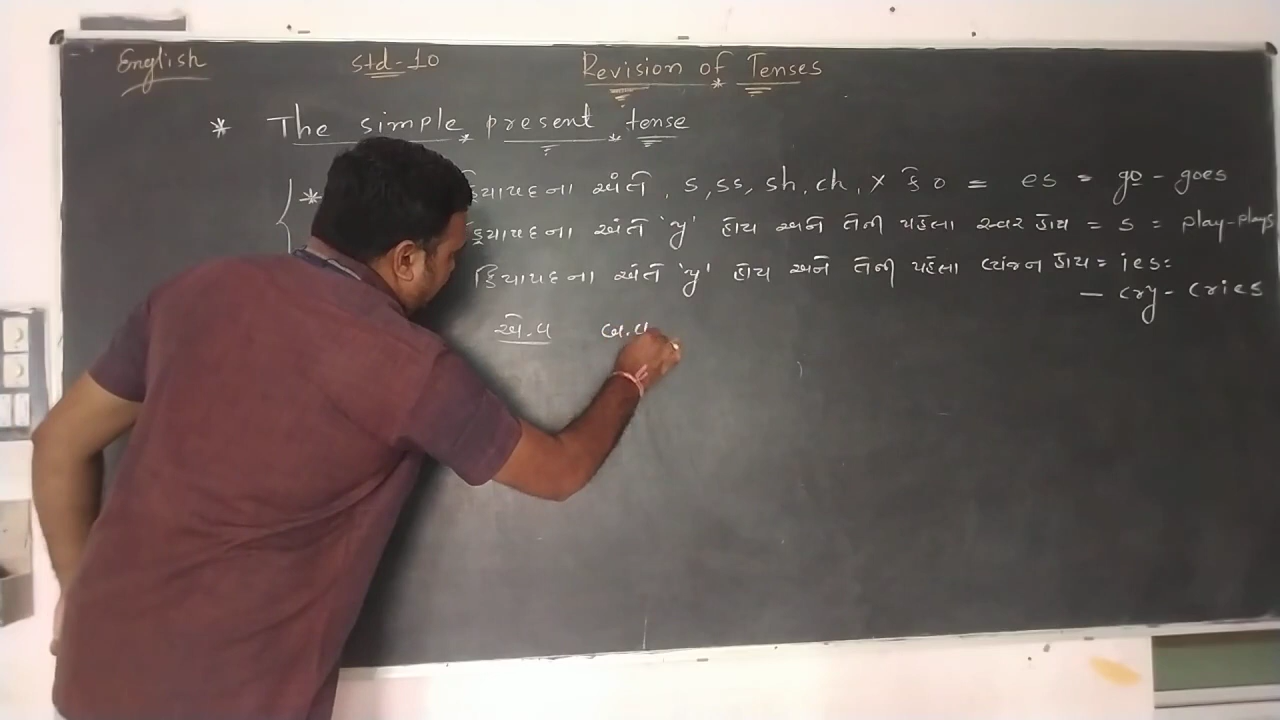 English std-10 Revision of Tenses
* The simple present tense
* ક્રિયાપદના અંતે, s, ss, sh, ch, x કે o = es = go - goes
ક્રિયાપદના અંતે 'y' હોય અને તેની પહેલા સ્વર હોય = s = play-plays
ક્રિયાપદના અંતે 'y' હોય અને તેની પહેલા વ્યંજન હોય = ies =
- cry - cries
એ.વ બ.વ